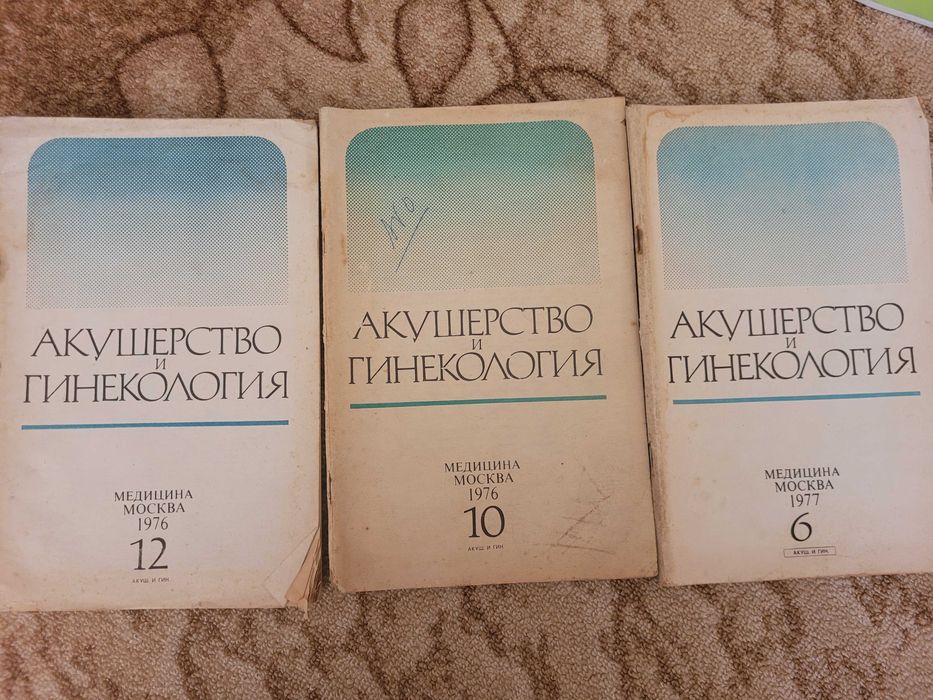 АКУШЕРСТВО
И
ГИНЕКОЛОГИЯ
МЕДИЦИНА
МОСКВА
1976
12
АКУШ. И ГИН.
АКУШЕРСТВО
И
ГИНЕКОЛОГИЯ
МЕДИЦИНА
МОСКВА
1976
10
АКУШ. И ГИН.
АКУШЕРСТВО
И
ГИНЕКОЛОГИЯ
МЕДИЦИНА
МОСКВА
1977
6
АКУШ. И ГИН.